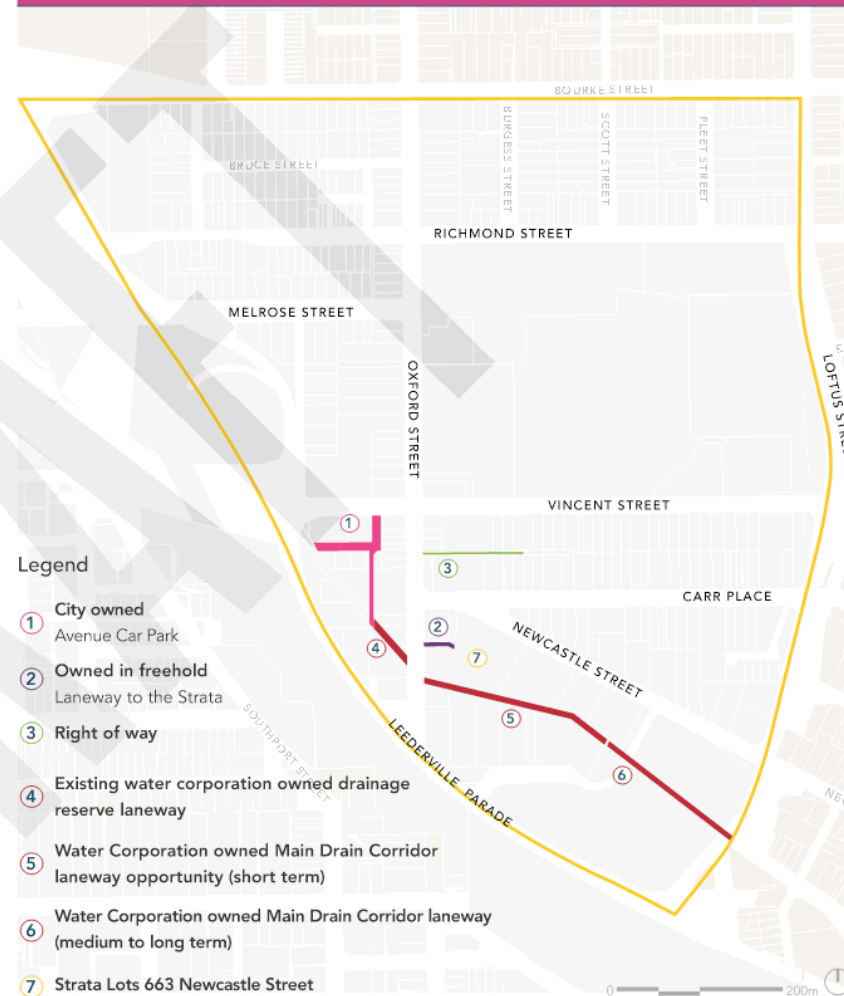 BOURKE STREET
BURGESS STREET
SCOTT STREET
FLEET STREET
BRUCE STREET
RICHMOND STREET
MELROSE STREET
OXFORD STREET
LOFTUS STREE
VINCENT STREET
1
3
CARR PLACE
2
4
7
NEWCASTLE STREET
5
6
SOUTHPORT STREET
LEEDERVILLE PARADE
Legend
1 City owned
Avenue Car Park
2 Owned in freehold
Laneway to the Strata
3 Right of way
4 Existing water corporation owned drainage
reserve laneway
5 Water Corporation owned Main Drain Corridor
laneway opportunity (short term)
6 Water Corporation owned Main Drain Corridor laneway
(medium to long term)
7 Strata Lots 663 Newcastle Street
0 200m